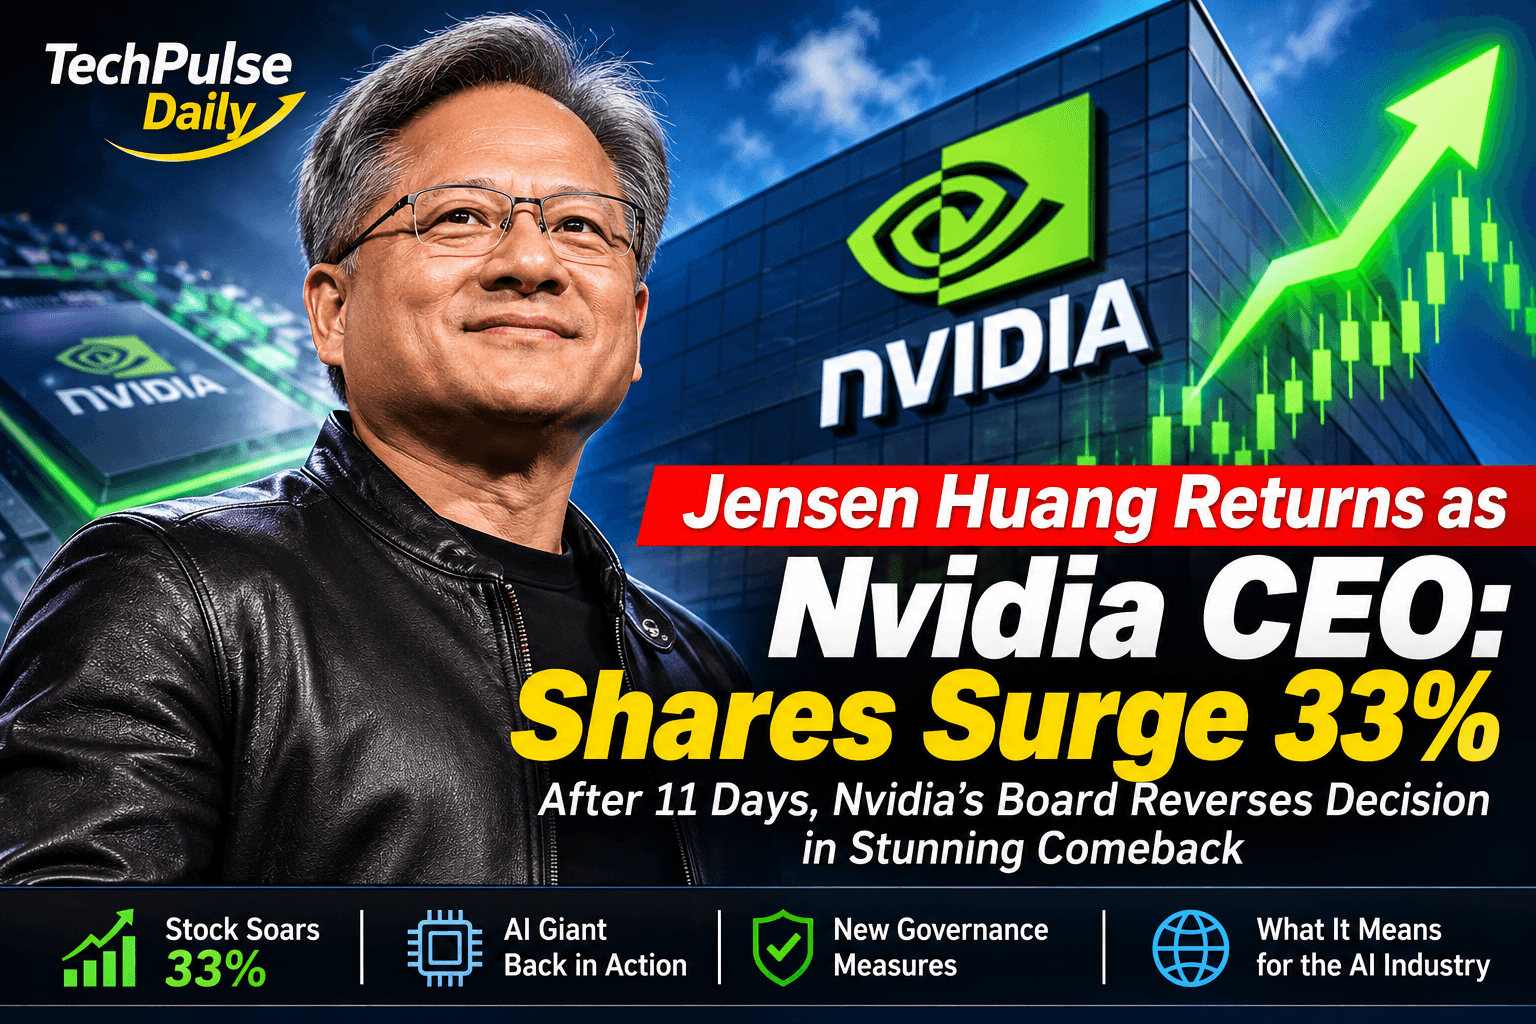 TechPulse
Daily
NVIDIA
NVIDIA
Jensen Huang Returns as
Nvidia CEO:
Shares Surge 33%
After 11 Days, Nvidia's Board Reverses Decision
in Stunning Comeback
Stock Soars
33%
AI Giant
Back in Action
New Governance
Measures
What It Means
for the AI Industry